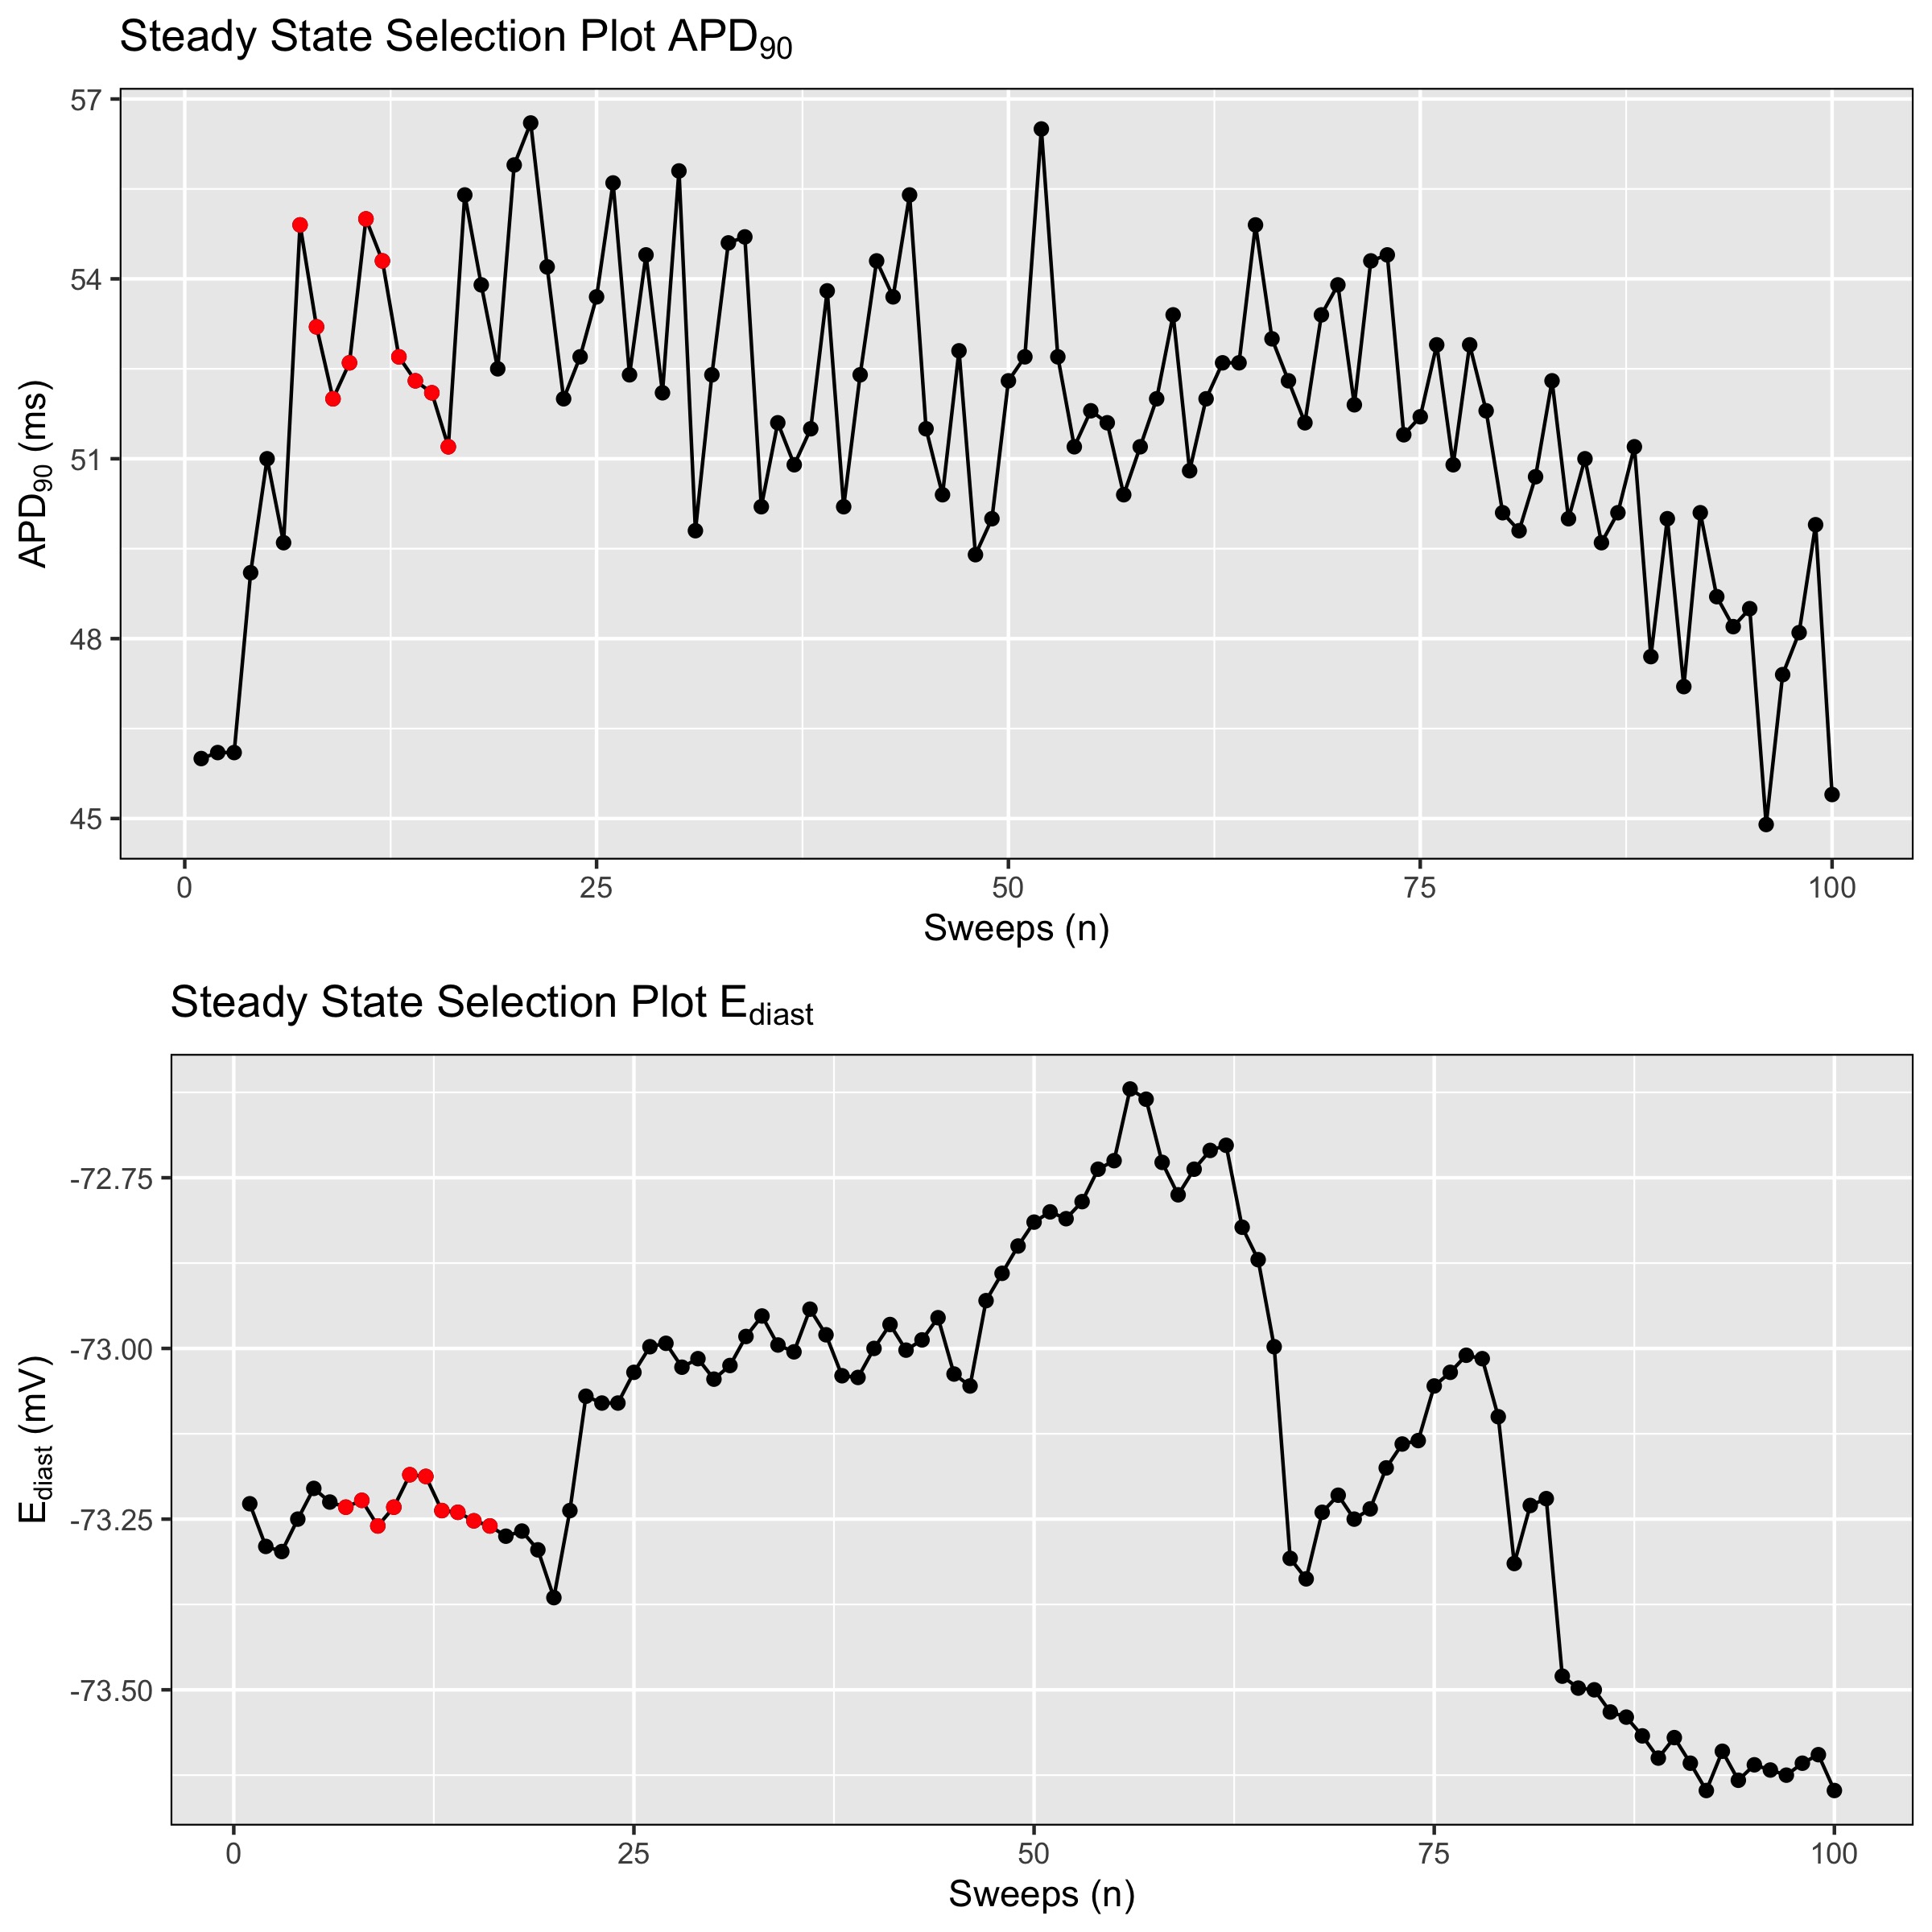 Steady State Selection Plot APD90
57
54
51
48
45
APD90 (ms)
0 25 50 75 100
Sweeps (n)
Steady State Selection Plot Ediast
-72.75
-73.00
-73.25
-73.50
Ediast (mV)
0 25 50 75 100
Sweeps (n)